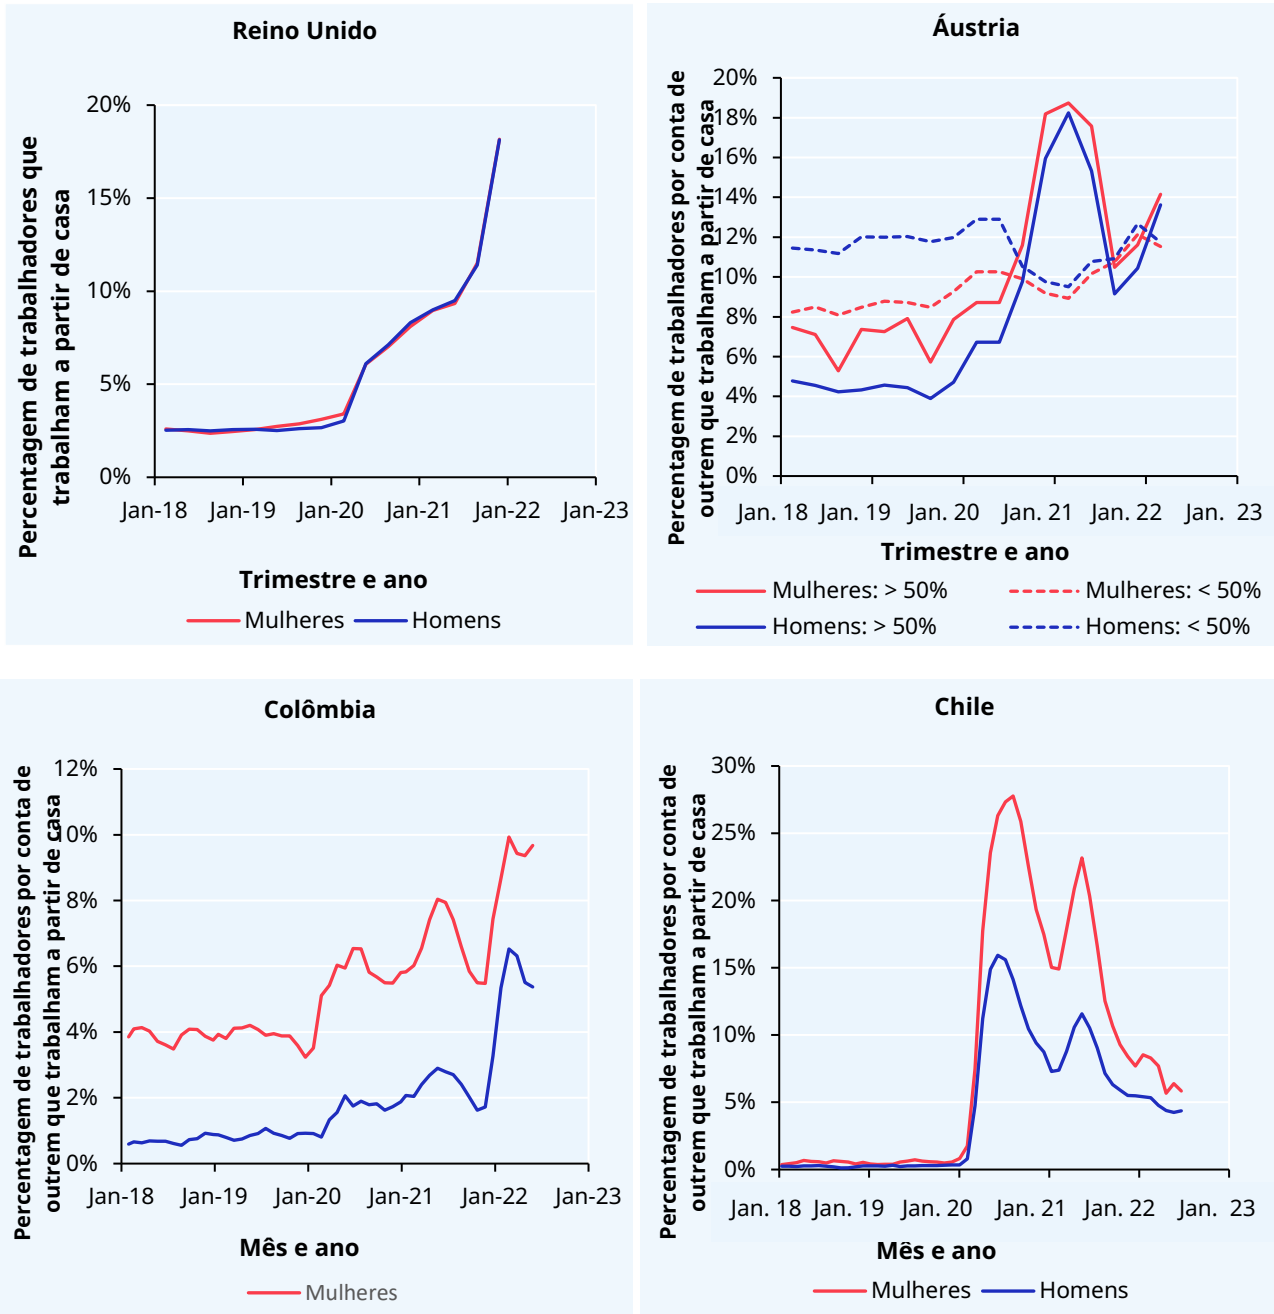 Reino Unido
Percentagem de trabalhadores que
trabalham a partir de casa
20%
15%
10%
5%
0%
Jan-18 Jan-19 Jan-20 Jan-21 Jan-22 Jan-23
Trimestre e ano
Mulheres Homens
Áustria
Percentagem de trabalhadores por conta de
outrem que trabalham a partir de casa
20%
18%
16%
14%
12%
10%
8%
6%
4%
2%
0%
Jan. 18 Jan. 19 Jan. 20 Jan. 21 Jan. 22 Jan. 23
Trimestre e ano
Mulheres: > 50% Mulheres: < 50%
Homens: > 50% Homens: < 50%
Colômbia
Percentagem de trabalhadores por conta de
outrem que trabalham a partir de casa
12%
10%
8%
6%
4%
2%
0%
Jan-18 Jan-19 Jan-20 Jan-21 Jan-22 Jan-23
Mês e ano
Mulheres
Chile
Percentagem de trabalhadores por conta de
outrem que trabalham a partir de casa
30%
25%
20%
15%
10%
5%
0%
Jan. 18 Jan. 19 Jan. 20 Jan. 21 Jan. 22 Jan. 23
Mês e ano
Mulheres Homens